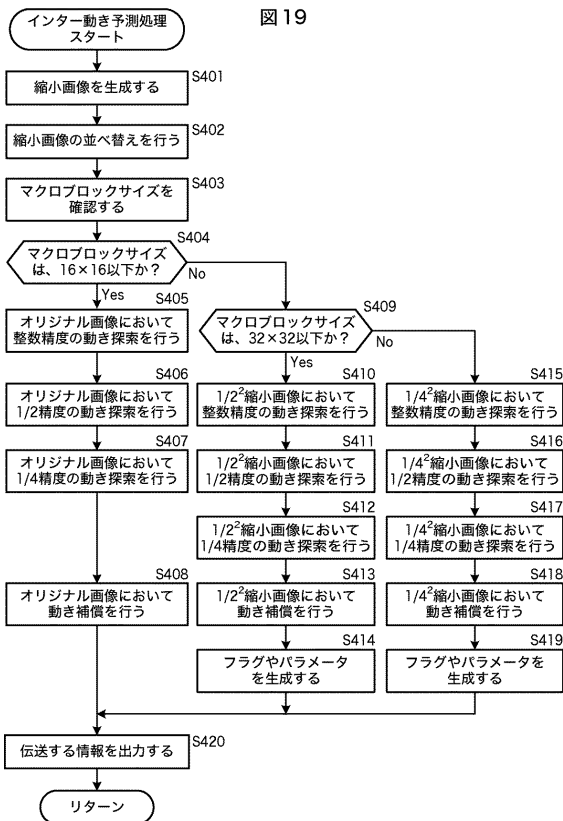 図19
インター動き予測処理
スタート
S401
縮小画像を生成する
S402
縮小画像の並べ替えを行う
S403
マクロブロックサイズを
確認する
S404
マクロブロックサイズ
は、16×16以下か？
No
Yes
S405
オリジナル画像において
整数精度の動き探索を行う
S406
オリジナル画像において
1/2精度の動き探索を行う
S407
オリジナル画像において
1/4精度の動き探索を行う
S408
オリジナル画像において
動き補償を行う
S409
マクロブロックサイズ
は、32×32以下か？
No
Yes
S410
1/2²縮小画像において
整数精度の動き探索を行う
S411
1/2²縮小画像において
1/2精度の動き探索を行う
S412
1/2²縮小画像において
1/4精度の動き探索を行う
S413
1/2²縮小画像において
動き補償を行う
S414
フラグやパラメータ
を生成する
S415
1/4²縮小画像において
整数精度の動き探索を行う
S416
1/4²縮小画像において
1/2精度の動き探索を行う
S417
1/4²縮小画像において
1/4精度の動き探索を行う
S418
1/4²縮小画像において
動き補償を行う
S419
フラグやパラメータを
生成する
S420
伝送する情報を出力する
リターン